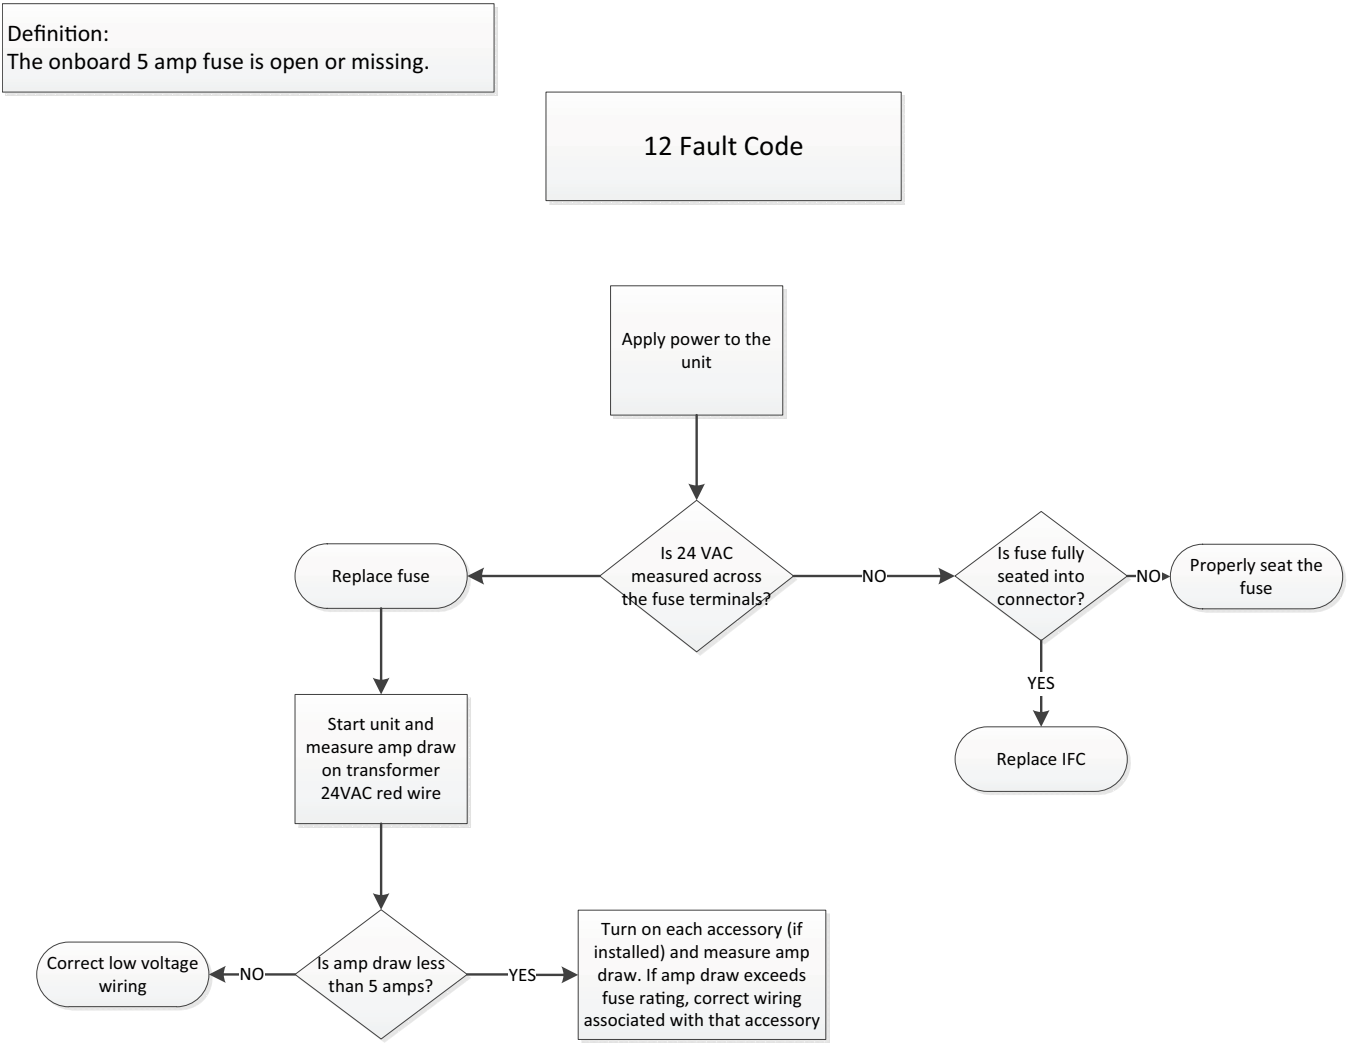 Definition:
The onboard 5 amp fuse is open or missing.
12 Fault Code
Apply power to the
unit
Is 24 VAC
measured across
the fuse terminals?
Replace fuse
NO
Is fuse fully
seated into
connector?
NO
Properly seat the
fuse
YES
Replace IFC
Start unit and
measure amp draw
on transformer
24VAC red wire
Is amp draw less
than 5 amps?
NO
Correct low voltage
wiring
YES
Turn on each accessory (if
installed) and measure amp
draw. If amp draw exceeds
fuse rating, correct wiring
associated with that accessory